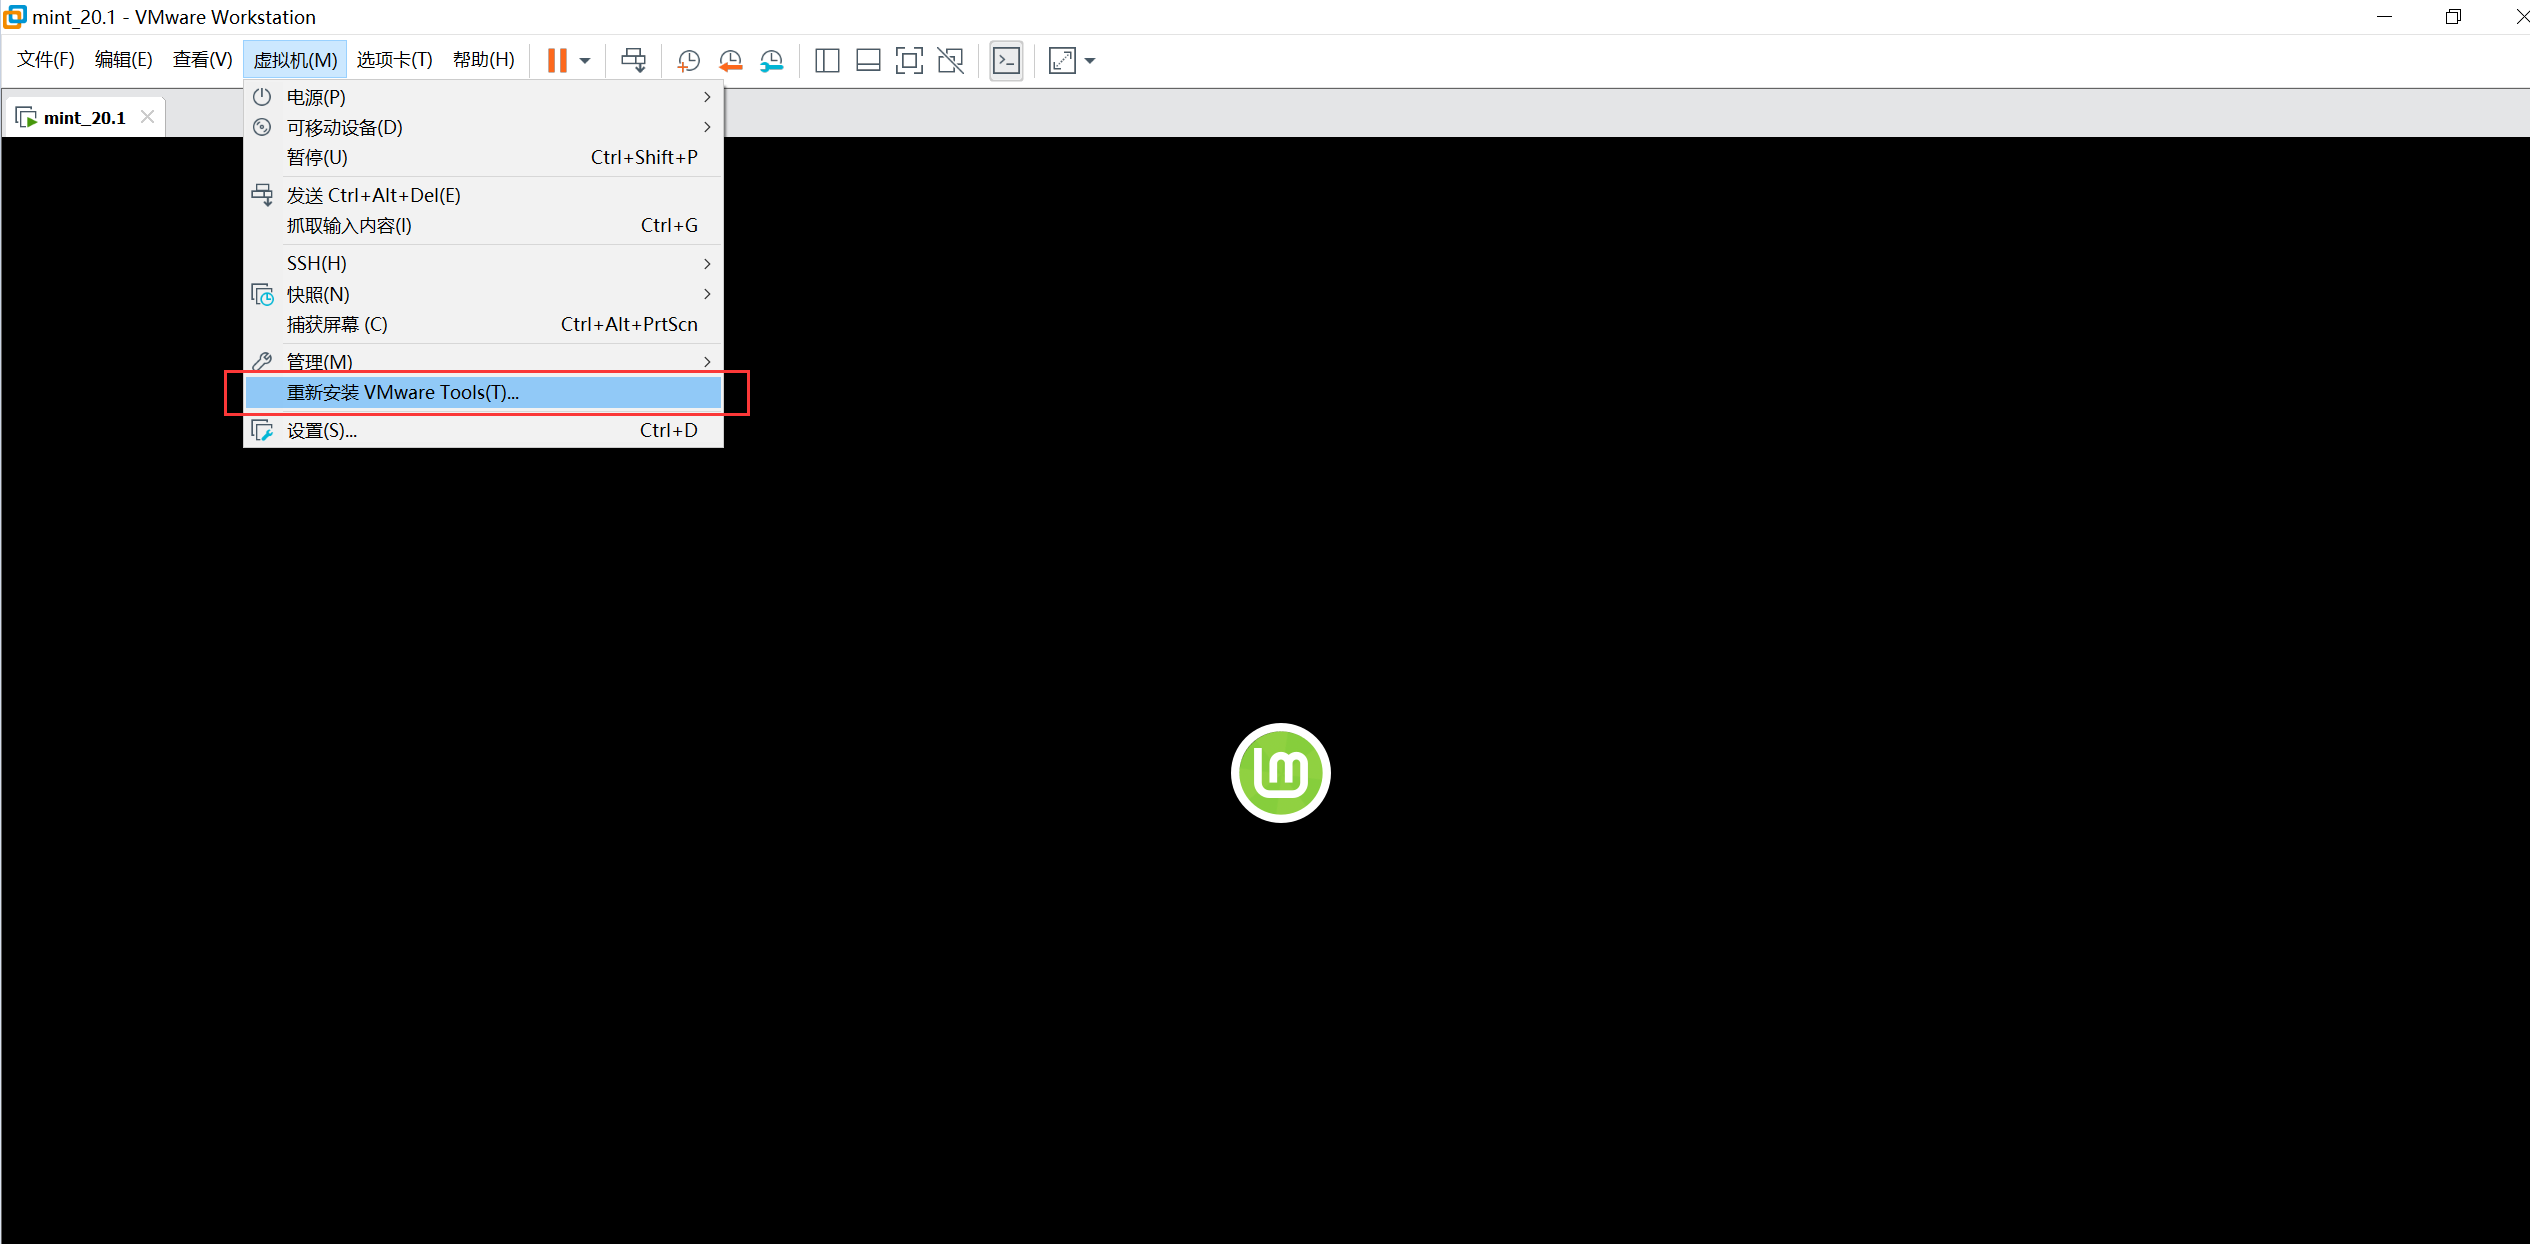 mint_20.1 - VMware Workstation
文件(F) 编辑(E) 查看(V) 虚拟机(M) 选项卡(T) 帮助(H)
mint_20.1
电源(P)
可移动设备(D)
暂停(U) Ctrl+Shift+P
发送 Ctrl+Alt+Del(E)
抓取输入内容(I) Ctrl+G
SSH(H)
快照(N)
捕获屏幕 (C) Ctrl+Alt+PrtScn
管理(M)
重新安装 VMware Tools(T)...
设置(S)... Ctrl+D
lm